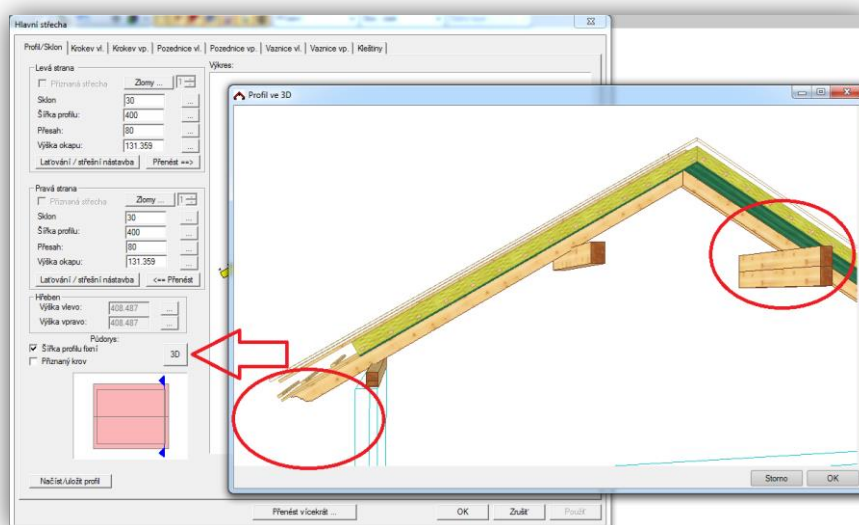 Hlavní střecha
Profil/Sklon Krokev vl. Krokev vp. Pozednice vl. Pozednice vp. Vaznice vl. Vaznice vp. Kleštiny
Levá strana
Přiznaná střecha Zlomy ... 1
Sklon 30 ...
Šířka profilu: 400 ...
Přesah: 80 ...
Výška okapu: 131.359 ...
Laťování / střešní nástavba Přenést ==>
Pravá strana
Přiznaná střecha Zlomy ... 1
Sklon 30 ...
Šířka profilu: 400 ...
Přesah: 80 ...
Výška okapu: 131.359 ...
Laťování / střešní nástavba <== Přenést
Hřeben
Výška vlevo: 408.487 ...
Výška vpravo: 408.487 ...
Půdorys:
Šířka profilu fixní
Přiznaný krov
3D
Načíst/uložit profil
Výkres:
Profil ve 3D
Storno OK
Přenést vícekrát ... OK Zrušit Použít